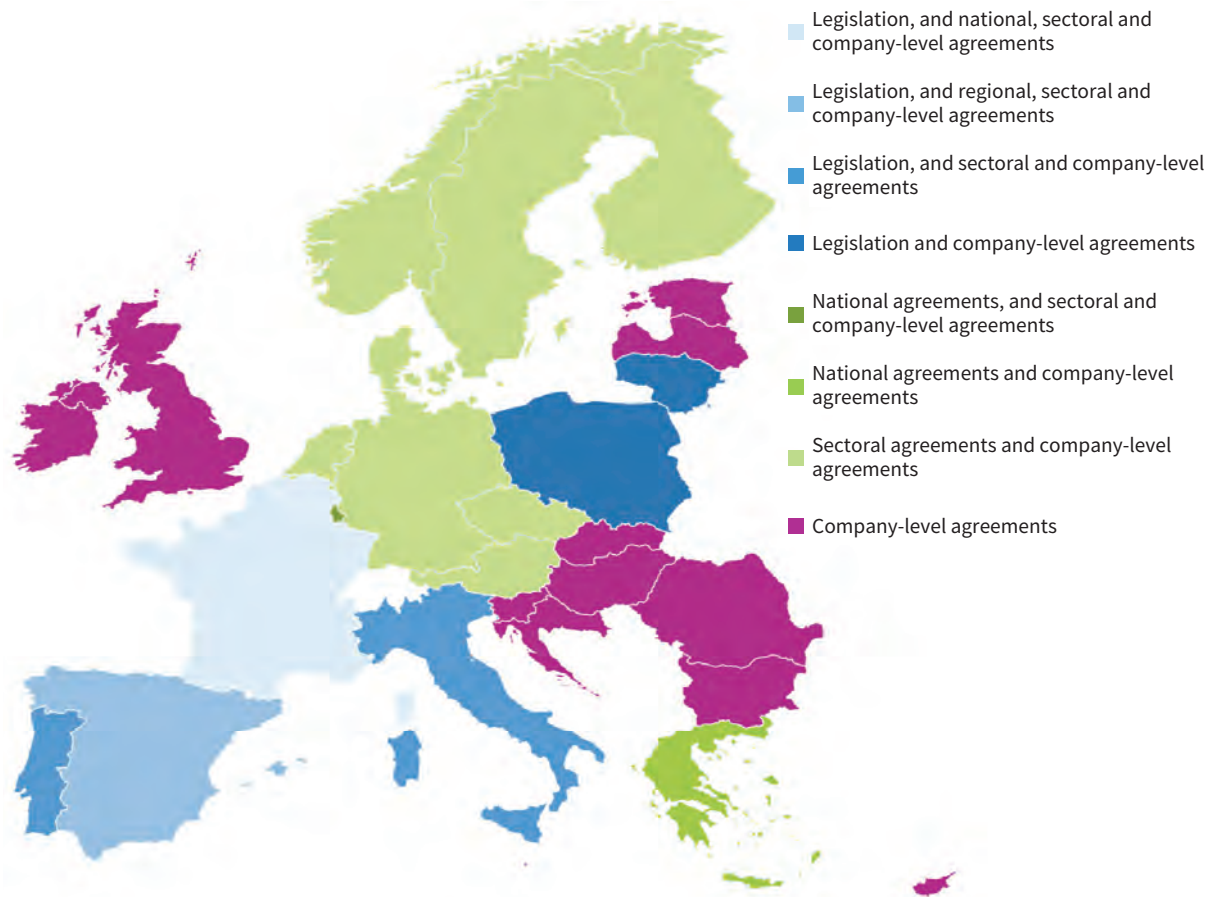 Legislation, and national, sectoral and
company-level agreements
Legislation, and regional, sectoral and
company-level agreements
Legislation, and sectoral and company-level
agreements
Legislation and company-level agreements
National agreements, and sectoral and
company-level agreements
National agreements and company-level
agreements
Sectoral agreements and company-level
agreements
Company-level agreements